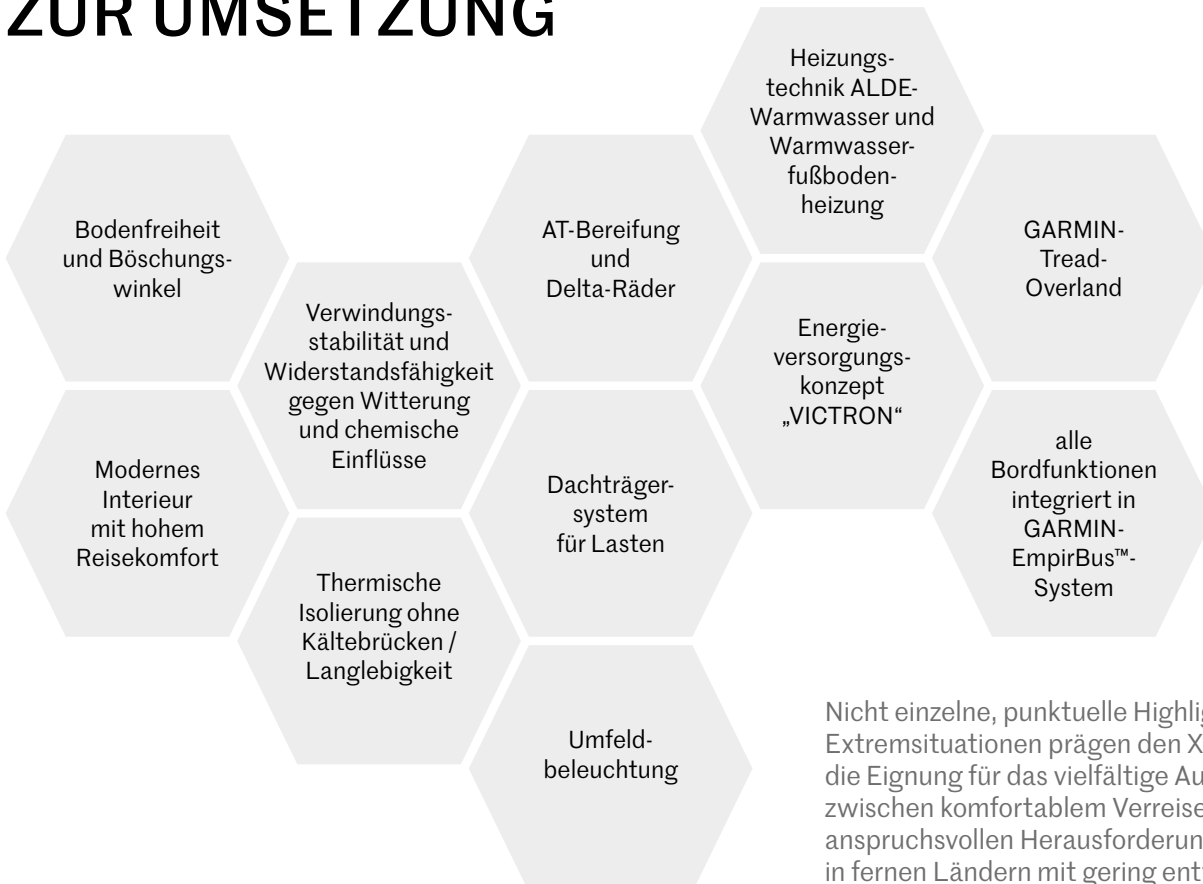 ZUR UMSETZUNG
Heizungs-
technik ALDE-
Warmwasser und
Warmwasser-
fußboden-
heizung
Bodenfreiheit
und Böschungs-
winkel
AT-Bereifung
und
Delta-Räder
GARMIN-
Tread-
Overland
Verwindungs-
stabilität und
Widerstandsfähigkeit
gegen Witterung
und chemische
Einflüsse
Energie-
versorgungs-
konzept
„VICTRON“
Modernes
Interieur
mit hohem
Reisekomfort
Dachträger-
system
für Lasten
alle
Bordfunktionen
integriert in
GARMIN-
EmpirBus™-
System
Thermische
Isolierung ohne
Kältebrücken /
Langlebigkeit
Umfeld-
beleuchtung
Nicht einzelne, punktuelle
Extremsituationen prägen den
die Eignung für das vielfältige
zwischen komfortablem
anspruchsvollen
in fernen Ländern mit gering